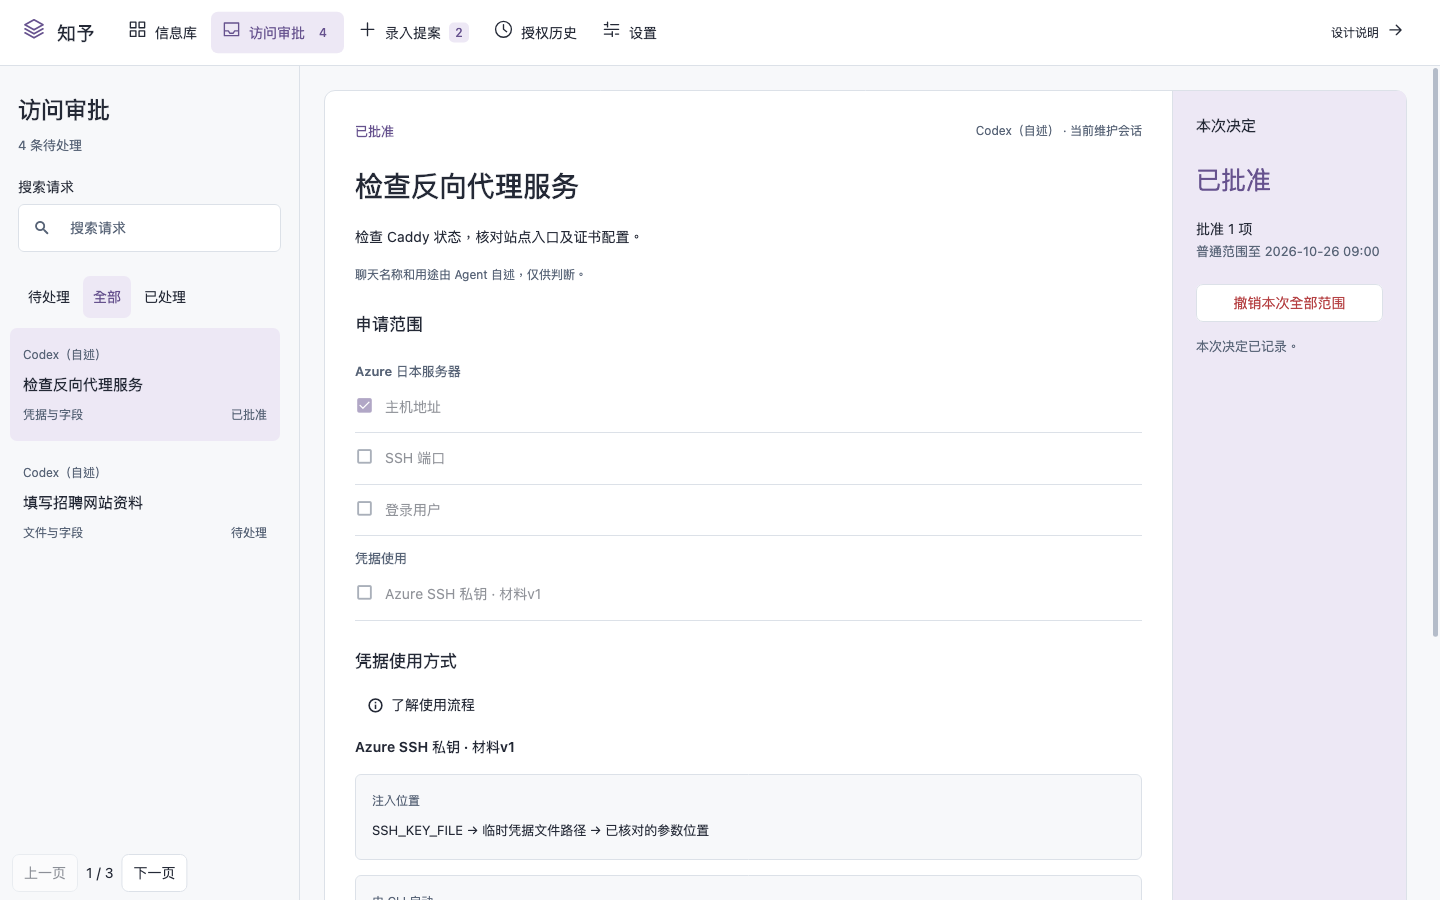 知予
信息库
访问审批 4
录入提案 2
授权历史
设置
设计说明
访问审批
4 条待处理
搜索请求
搜索请求
待处理
全部
已处理
Codex（自述）
检查反向代理服务
凭据与字段
已批准
Codex（自述）
填写招聘网站资料
文件与字段
待处理
上一页
1 / 3
下一页
已批准
Codex（自述） · 当前维护会话
检查反向代理服务
检查 Caddy 状态，核对站点入口及证书配置。
聊天名称和用途由 Agent 自述，仅供判断。
申请范围
Azure 日本服务器
主机地址
SSH 端口
登录用户
凭据使用
Azure SSH 私钥 · 材料v1
凭据使用方式
了解使用流程
Azure SSH 私钥 · 材料v1
注入位置
SSH_KEY_FILE → 临时凭据文件路径 → 已核对的参数位置
本次决定
已批准
批准 1 项
普通范围至 2026-10-26 09:00
撤销本次全部范围
本次决定已记录。